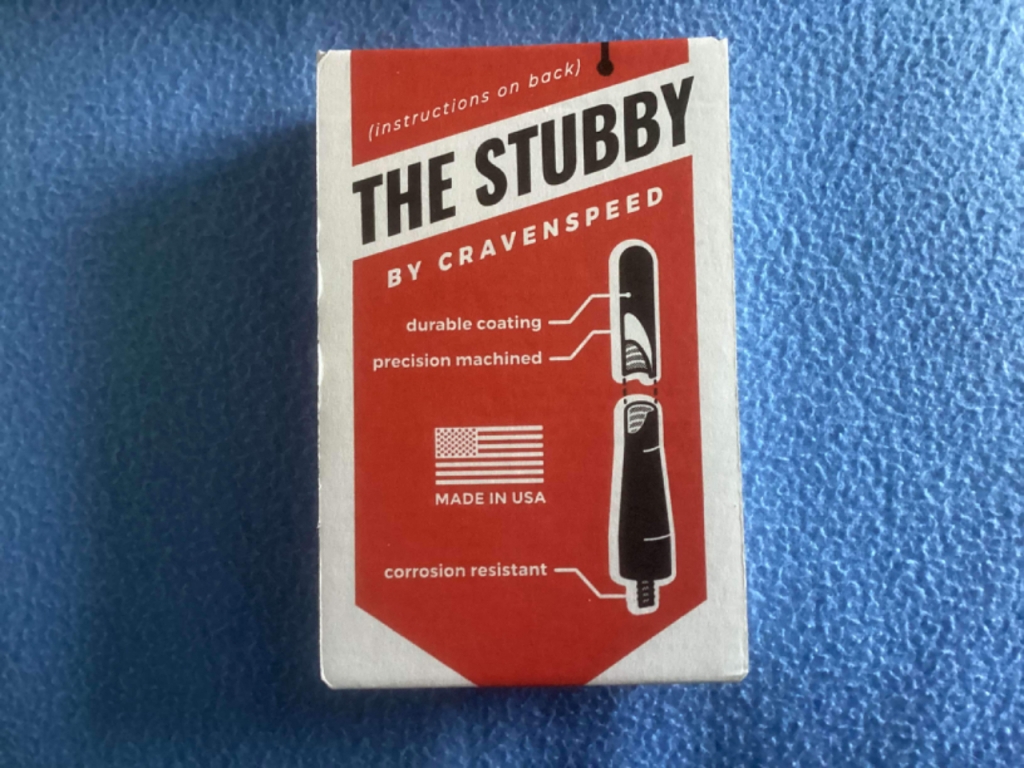 (instructions on back)
THE STUBBY
BY CRAVENSPEED
durable coating
precision machined
MADE IN USA
corrosion resistant